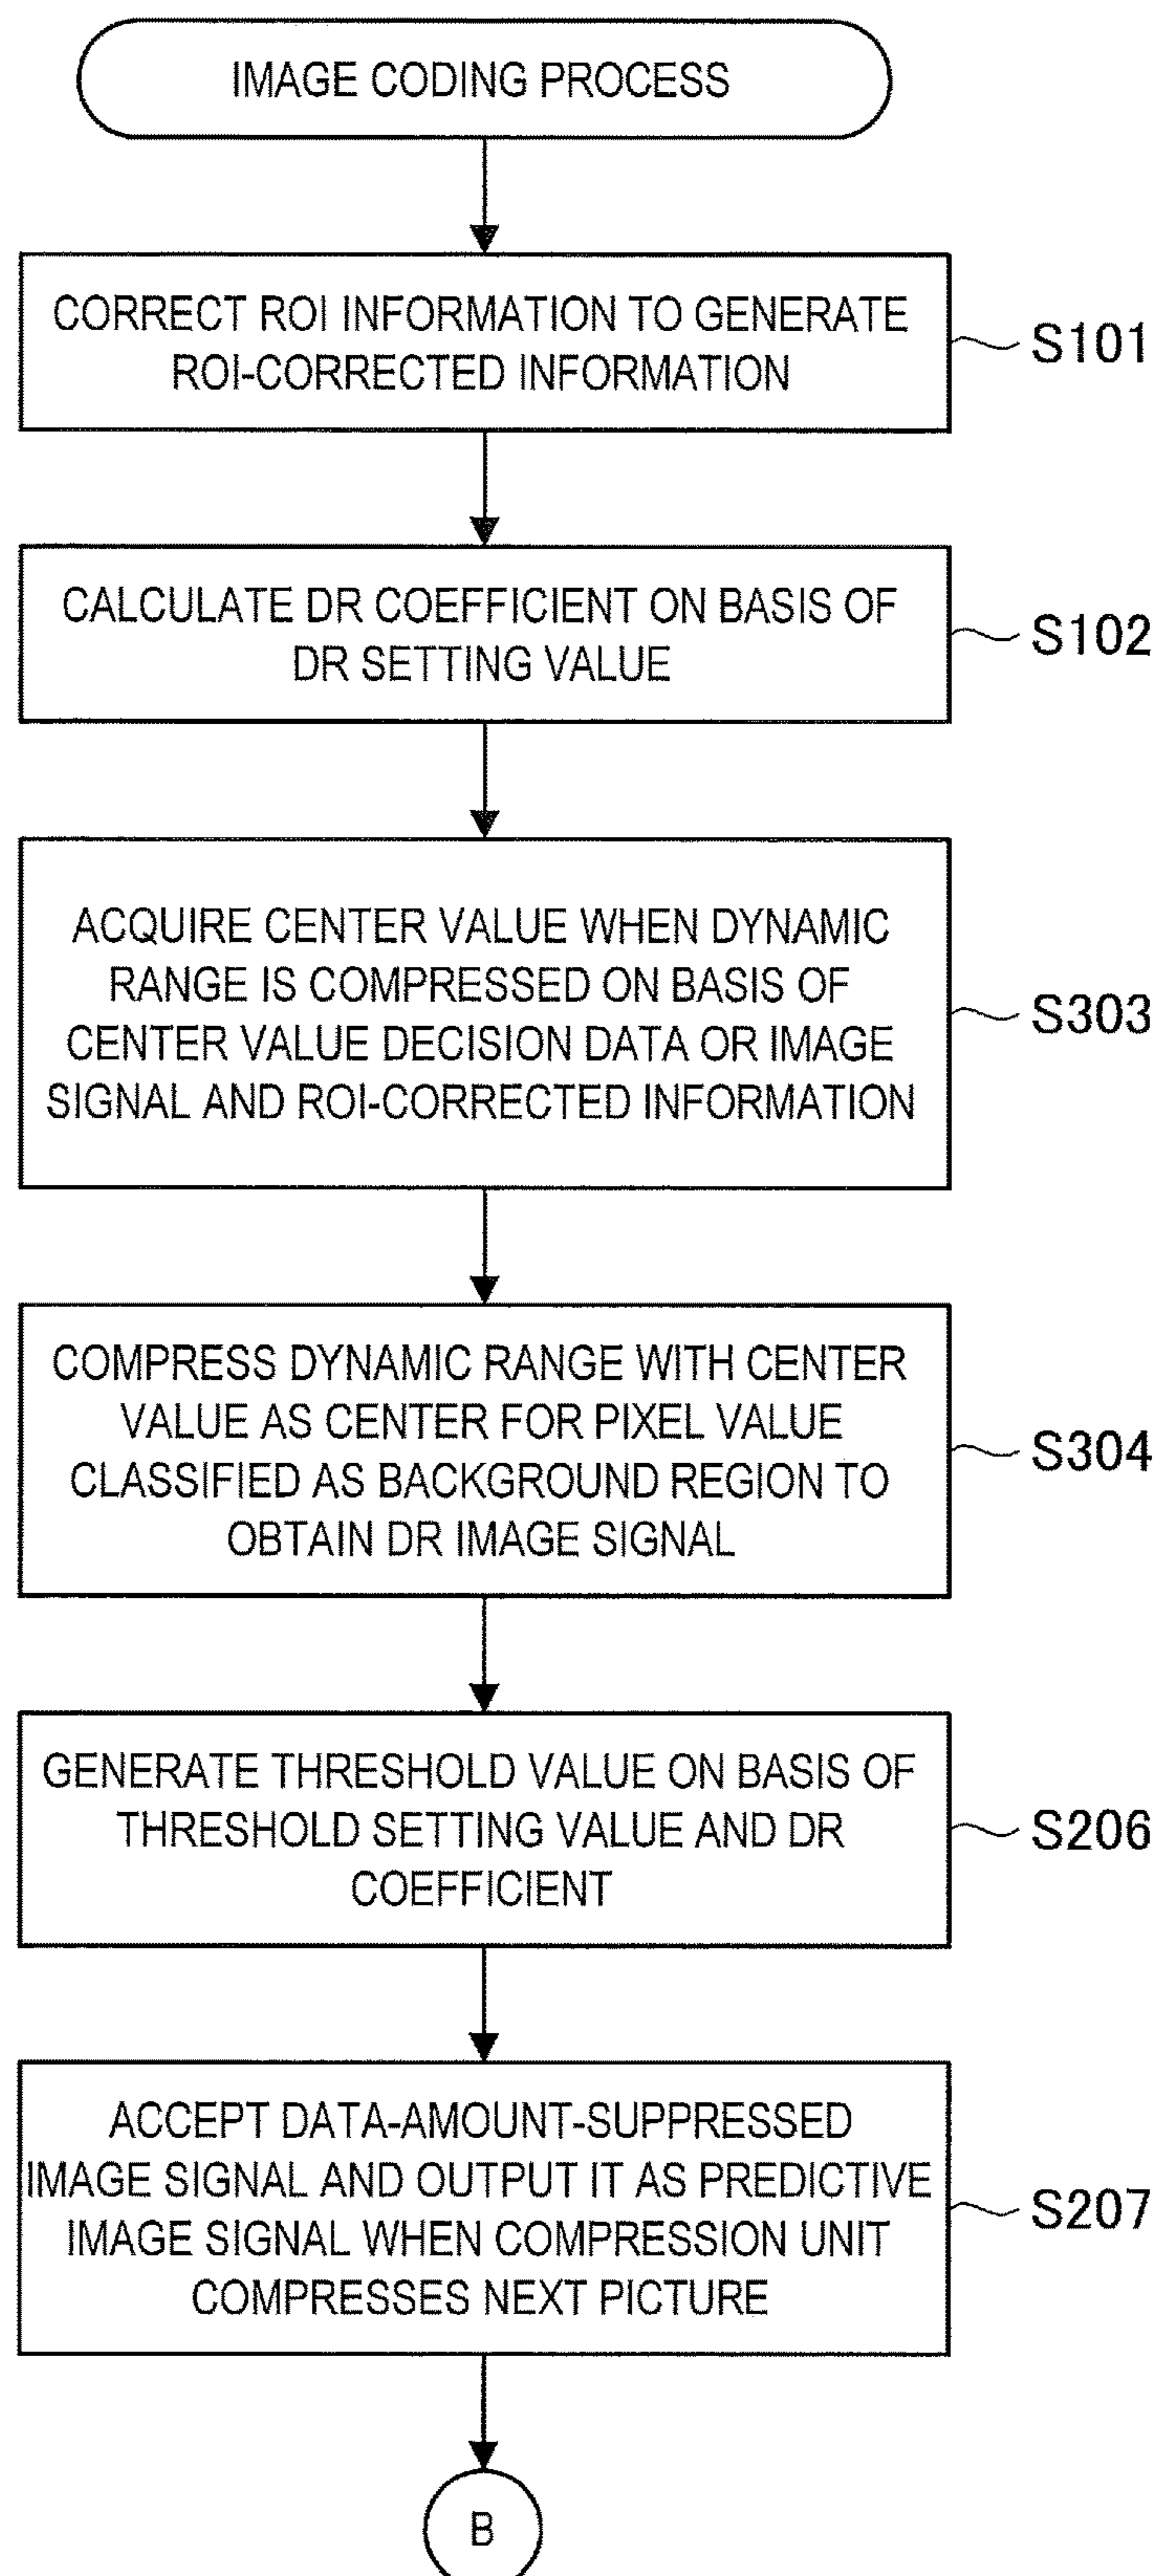 IMAGE CODING PROCESS
CORRECT ROI INFORMATION TO GENERATE
ROI-CORRECTED INFORMATION
S101
CALCULATE DR COEFFICIENT ON BASIS OF
DR SETTING VALUE
S102
ACQUIRE CENTER VALUE WHEN DYNAMIC
RANGE IS COMPRESSED ON BASIS OF
CENTER VALUE DECISION DATA OR IMAGE
SIGNAL AND ROI-CORRECTED INFORMATION
S303
COMPRESS DYNAMIC RANGE WITH CENTER
VALUE AS CENTER FOR PIXEL VALUE
CLASSIFIED AS BACKGROUND REGION TO
OBTAIN DR IMAGE SIGNAL
S304
GENERATE THRESHOLD VALUE ON BASIS OF
THRESHOLD SETTING VALUE AND DR
COEFFICIENT
S206
ACCEPT DATA-AMOUNT-SUPPRESSED
IMAGE SIGNAL AND OUTPUT IT AS PREDICTIVE
IMAGE SIGNAL WHEN COMPRESSION UNIT
COMPRESSES NEXT PICTURE
S207
B